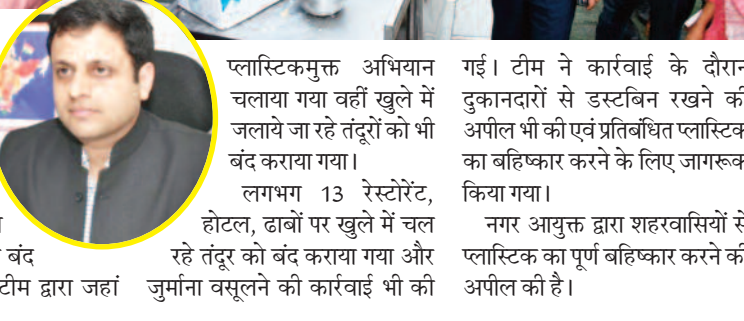 बंद
टीम द्वारा जहां
प्लास्टिकमुक्त अभियान
चलाया गया वहीं खुले में
जलाये जा रहे तंदूरों को भी
बंद कराया गया।
लगभग 13 रेस्टोरेंट,
होटल, ढाबों पर खुले में चल
रहे तंदूर को बंद कराया गया और
जुर्माना वसूलने की कार्रवाई भी की
गई। टीम ने कार्रवाई के दौरान
दुकानदारों से डस्टबिन रखने की
अपील भी की एवं प्रतिबंधित प्लास्टिक
का बहिष्कार करने के लिए जागरूक
किया गया।
नगर आयुक्त द्वारा शहरवासियों से
प्लास्टिक का पूर्ण बहिष्कार करने की
अपील की है।